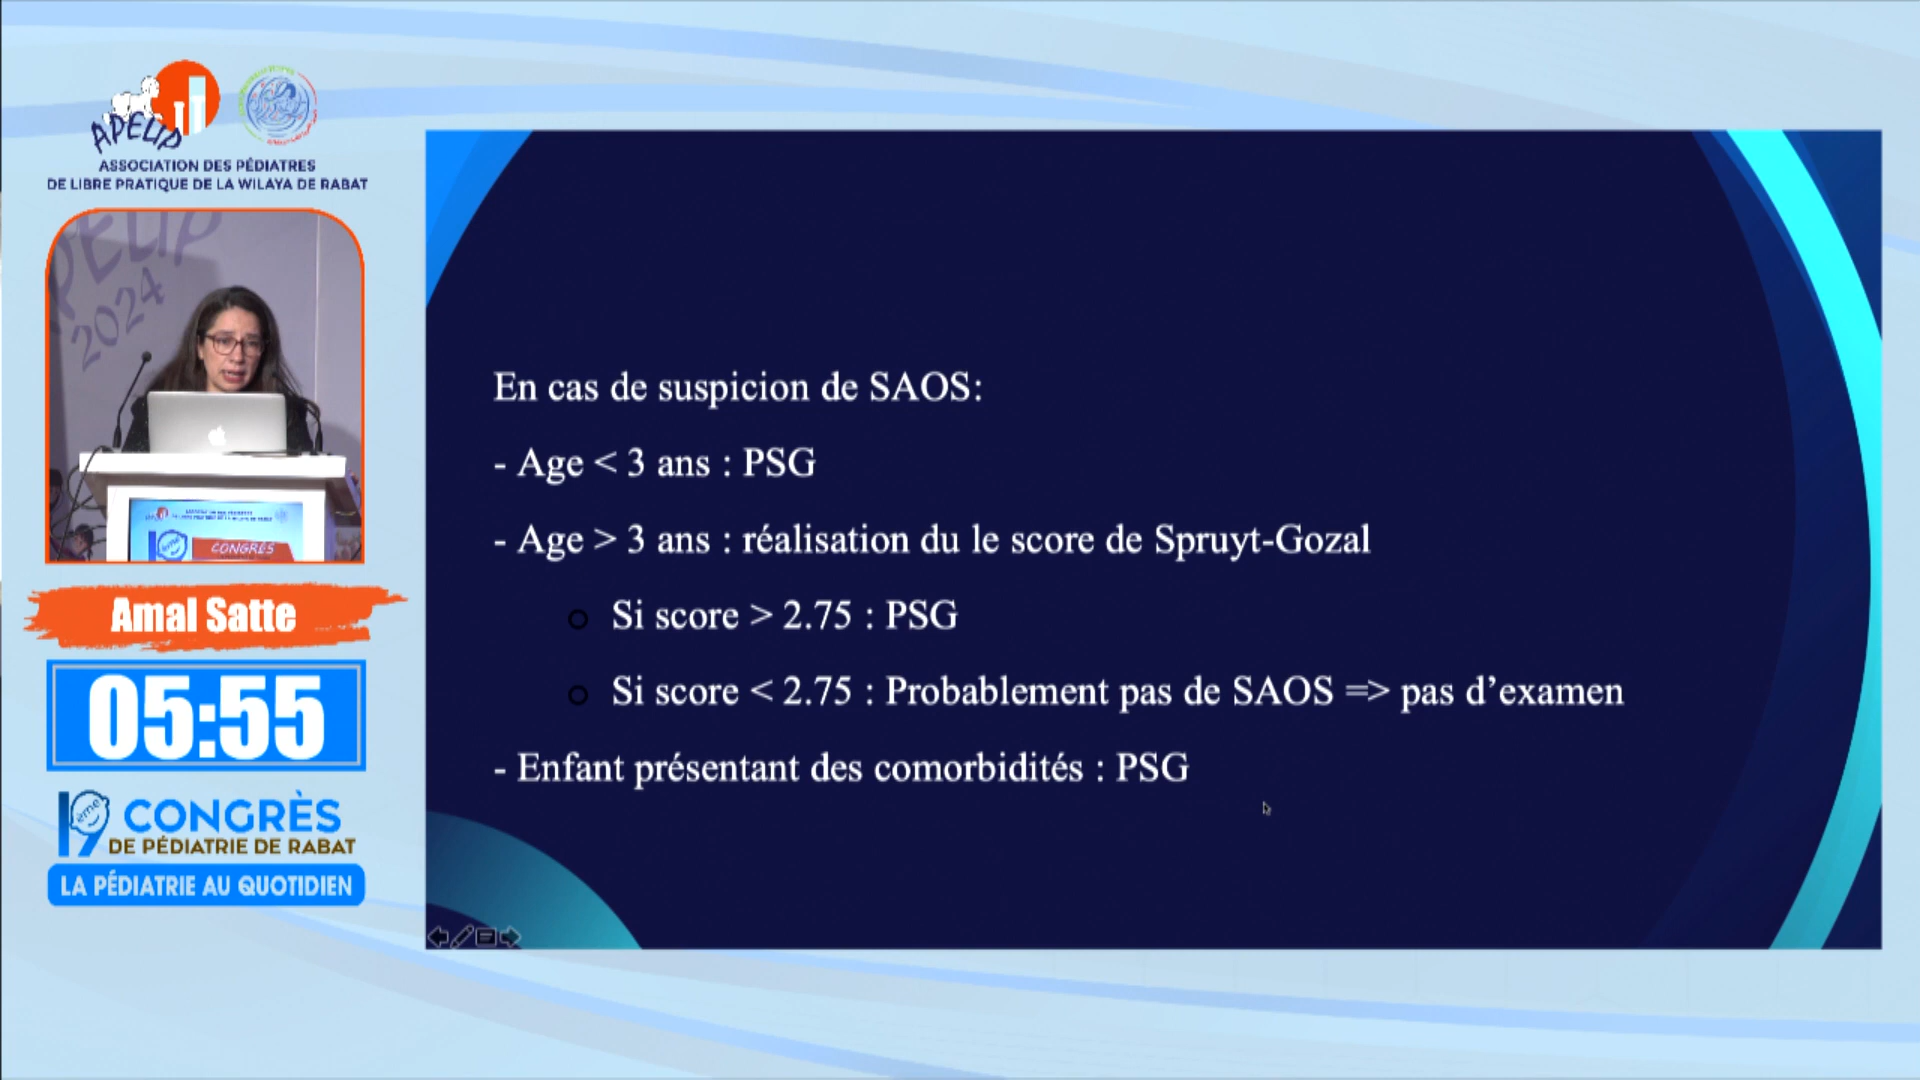 APELIP
ASSOCIATION DES PÉDIATRES
DE LIBRE PRATIQUE DE LA WILAYA DE RABAT
APELIP
2024
CONGRÈS
Amal Satte
05:55
19ème CONGRÈS
DE PÉDIATRIE DE RABAT
LA PÉDIATRIE AU QUOTIDIEN
En cas de suspicion de SAOS:
- Age < 3 ans : PSG
- Age > 3 ans : réalisation du le score de Spruyt-Gozal
Si score > 2.75 : PSG
Si score < 2.75 : Probablement pas de SAOS => pas d’examen
- Enfant présentant des comorbidités : PSG